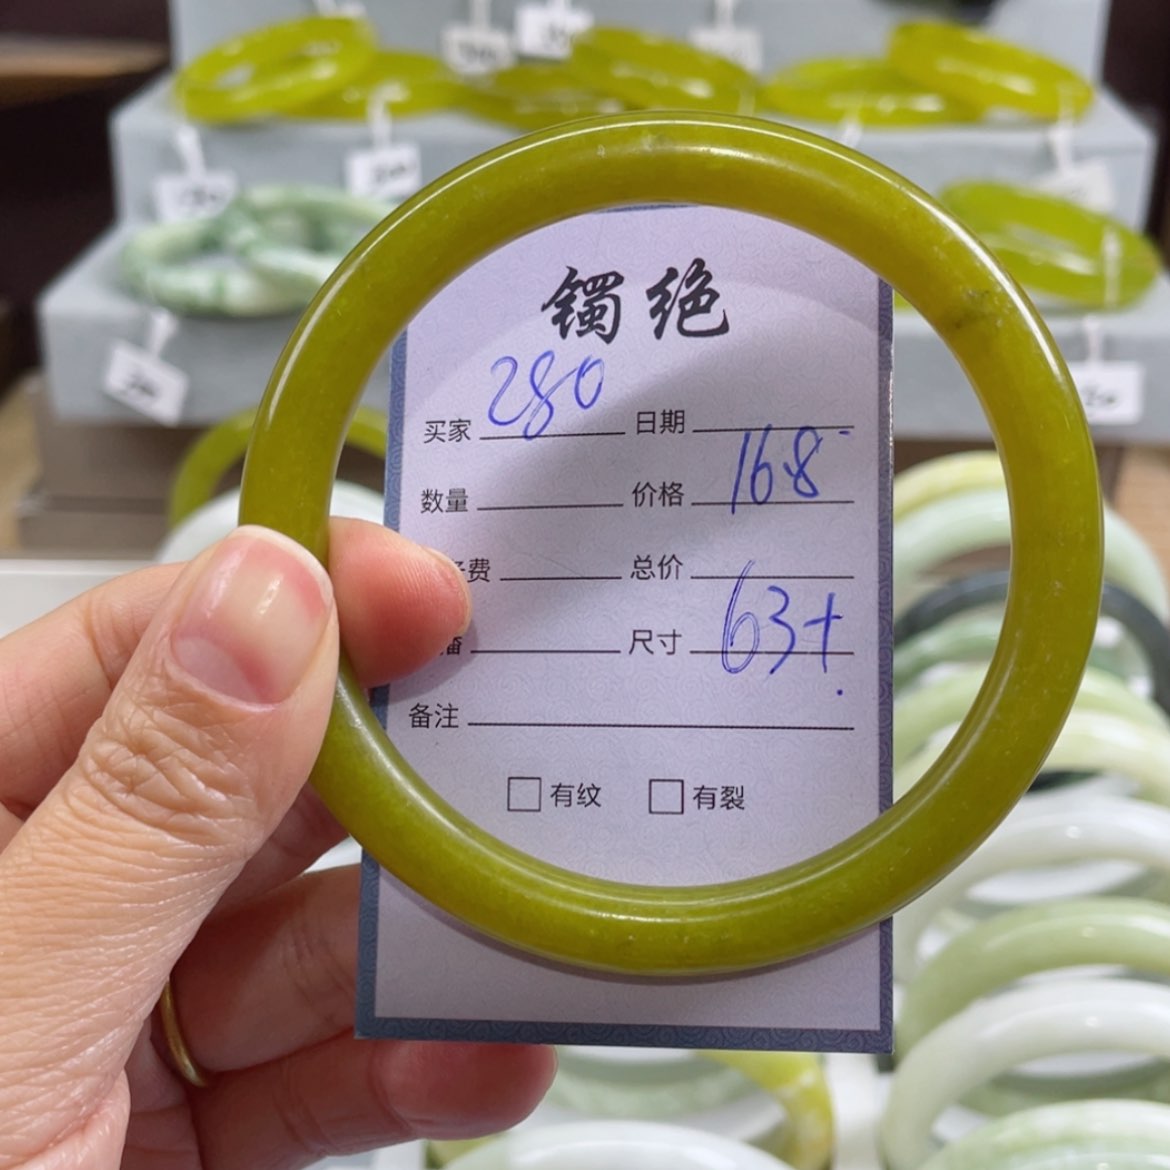 镯绝
280
买家 日期
168
数量 价格
费 总价
63+
尺寸
备注
有纹 有裂